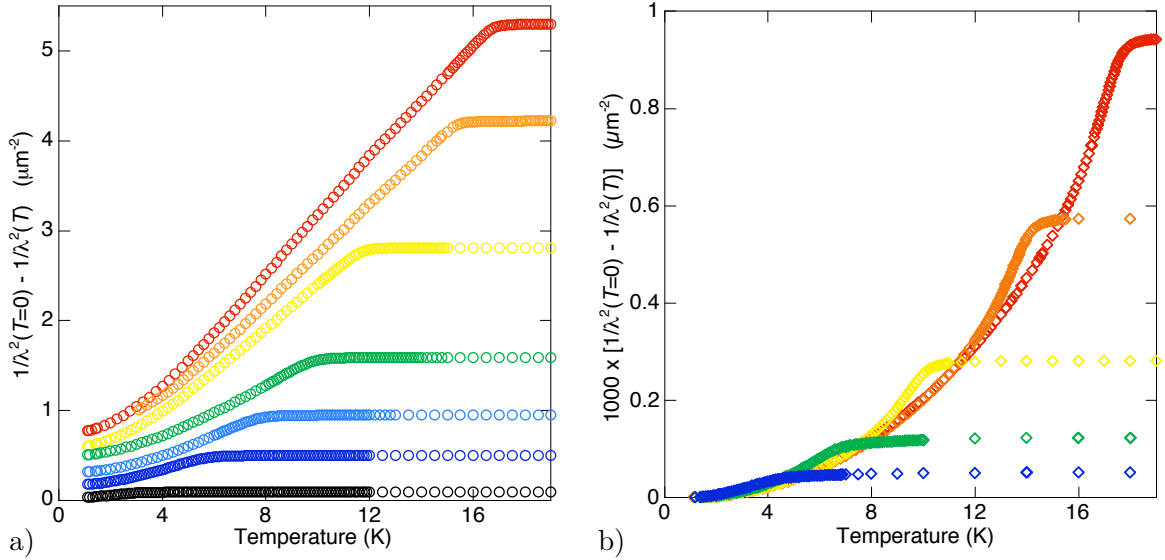 1/λ²(T=0) - 1/λ²(T) (μm⁻²)
5
4
3
2
1
0
0 4 8 12 16
Temperature (K)
a)
1000 x [1/λ²(T=0) - 1/λ²(T)] (μm⁻²)
1
0.8
0.6
0.4
0.2
0
0 4 8 12 16
Temperature (K)
b)